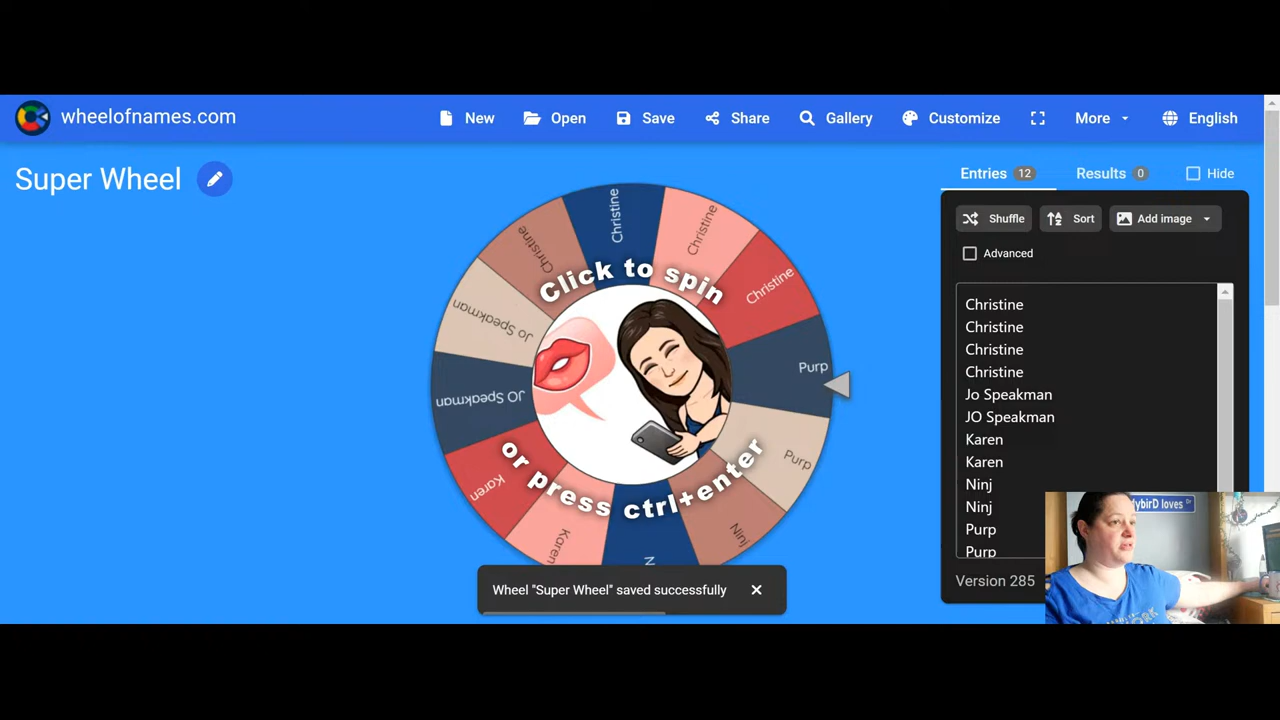 wheelofnames.com
New
Open
Save
Share
Gallery
Customize
More
English
Super Wheel
Entries 12
Results 0
Hide
Shuffle
Sort
Add image
Advanced
Christine
Christine
Christine
Christine
Jo Speakman
JO Speakman
Karen
Karen
Ninj
Ninj
Purp
Purp
Version 285
Click to spin
or press ctrl+enter
Christine
Christine
Christine
Christine
Purp
Purp
Ninj
N
Karen
Karen
JO Speakman
Jo Speakman
Wheel "Super Wheel" saved successfully
dybirD loves
Dr